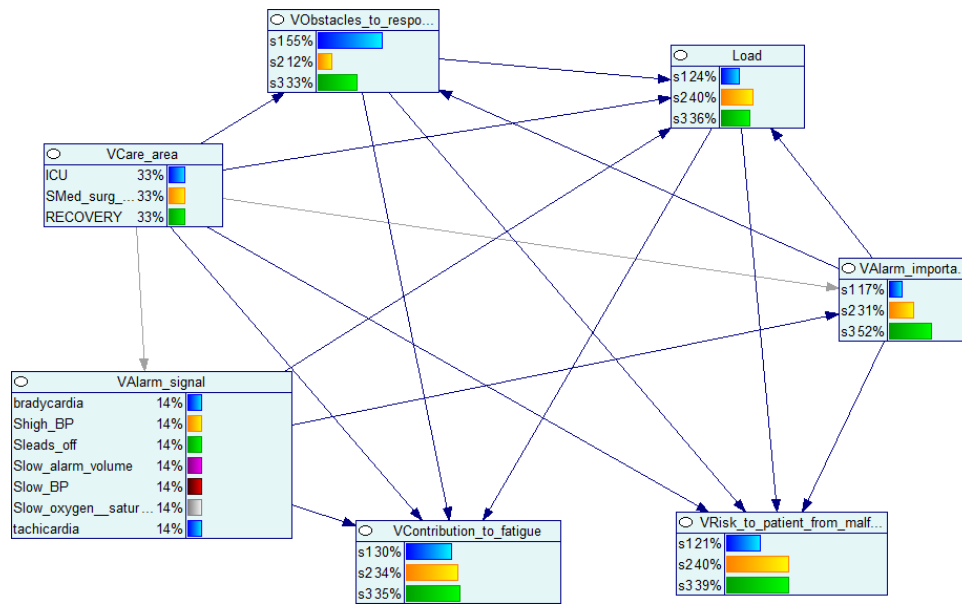 VObstacles_to_respo...
s1 55%
s2 12%
s3 33%
Load
s1 24%
s2 40%
s3 36%
VCare_area
ICU 33%
SMed_surg_... 33%
RECOVERY 33%
VAlarm_importa...
s1 17%
s2 31%
s3 52%
VAlarm_signal
bradycardia 14%
Shigh_BP 14%
Sleads_off 14%
Slow_alarm_volume 14%
Slow_BP 14%
Slow_oxygen__satur... 14%
tachicardia 14%
VContribution_to_fatigue
s1 30%
s2 34%
s3 35%
VRisk_to_patient_from_malf...
s1 21%
s2 40%
s3 39%